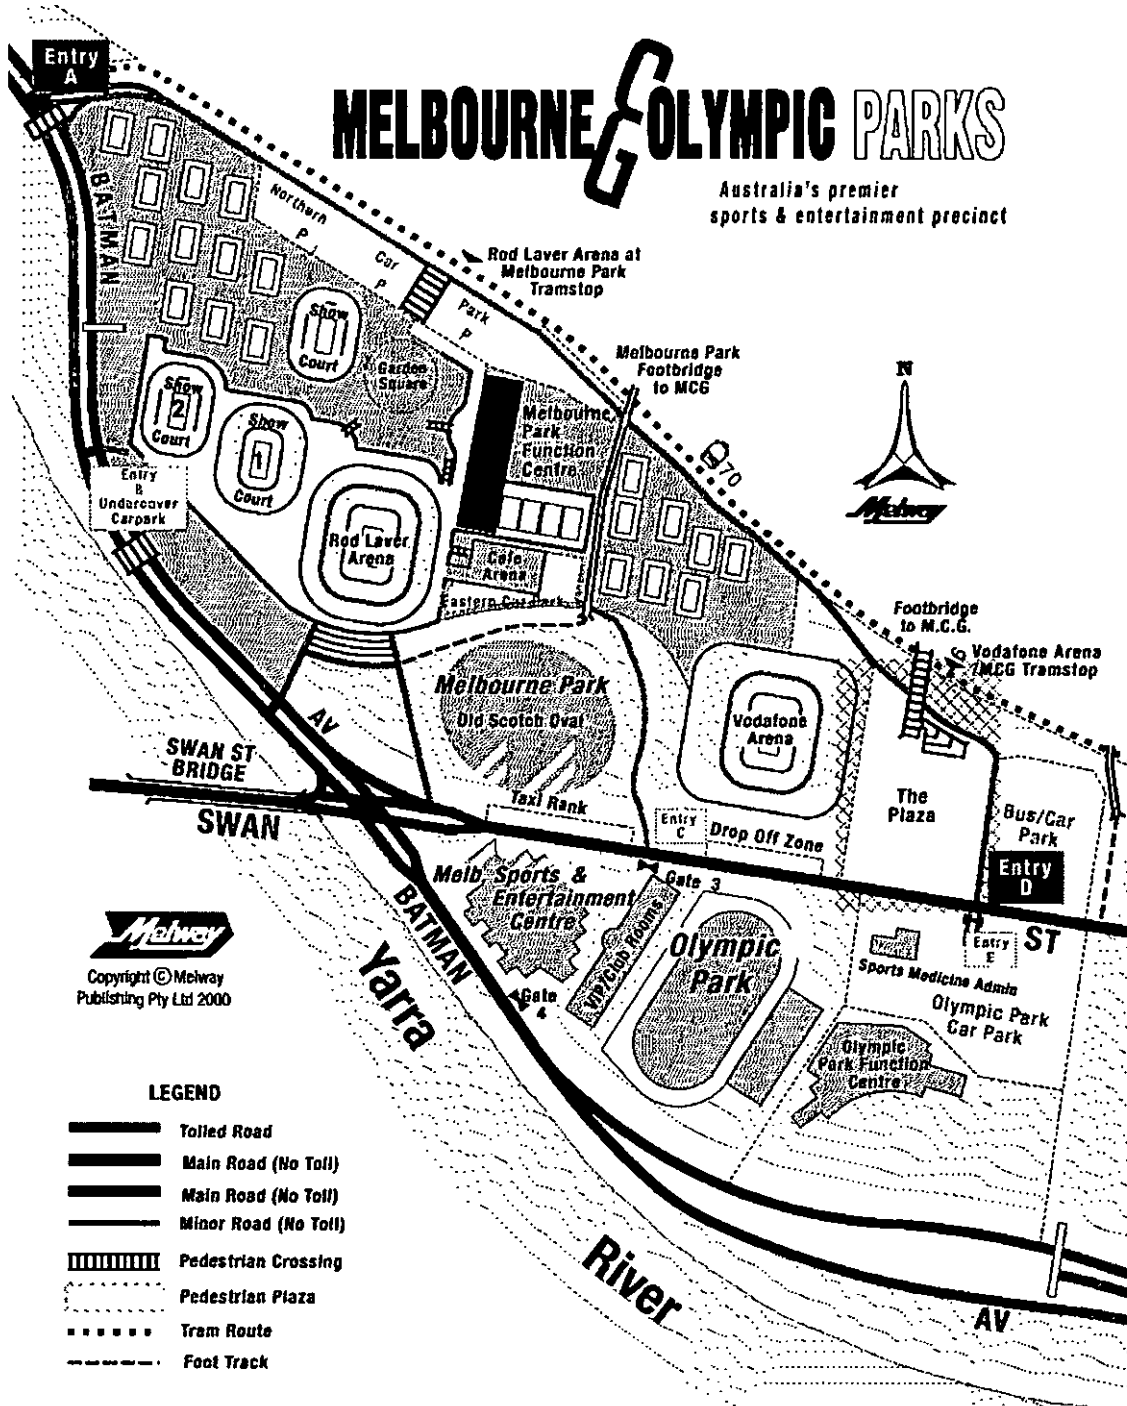 Entry
A
MELBOURNE & OLYMPIC PARKS
Australia's premier
sports & entertainment precinct
BATMAN
Northern
P
Car
P
Park
P
Rod Laver Arena at
Melbourne Park
Tramstop
Show
Court
Garden
Square
Melbourne Park
Footbridge
to MCG
N
Melway
Show
2
Court
Show
1
Court
Melbourne
Park
Function
Centre
70
Entry
B
Undercover
Carpark
Rod Laver
Arena
Cafe
Arena
Eastern Car Park
Footbridge
to M.C.G.
Vodafone Arena
/MCG Tramstop
Melbourne Park
Old Scotch Oval
Vodafone
Arena
AV
SWAN ST
BRIDGE
SWAN
Taxi Rank
Entry
C
Drop Off Zone
The
Plaza
Bus/Car
Park
Entry
D
Melb Sports &
Entertainment
Centre
Gate 3
BATMAN
VIP/Club Rooms
Olympic
Park
ST
Entry
E
Sports Medicine Admin
Olympic Park
Car Park
Melway
Copyright © Melway
Publishing Pty Ltd 2000
Yarra
Gate
4
Olympic
Park Function
Centre
LEGEND
Tolled Road
Main Road (No Toll)
Main Road (No Toll)
Minor Road (No Toll)
Pedestrian Crossing
Pedestrian Plaza
Tram Route
Foot Track
River
AV